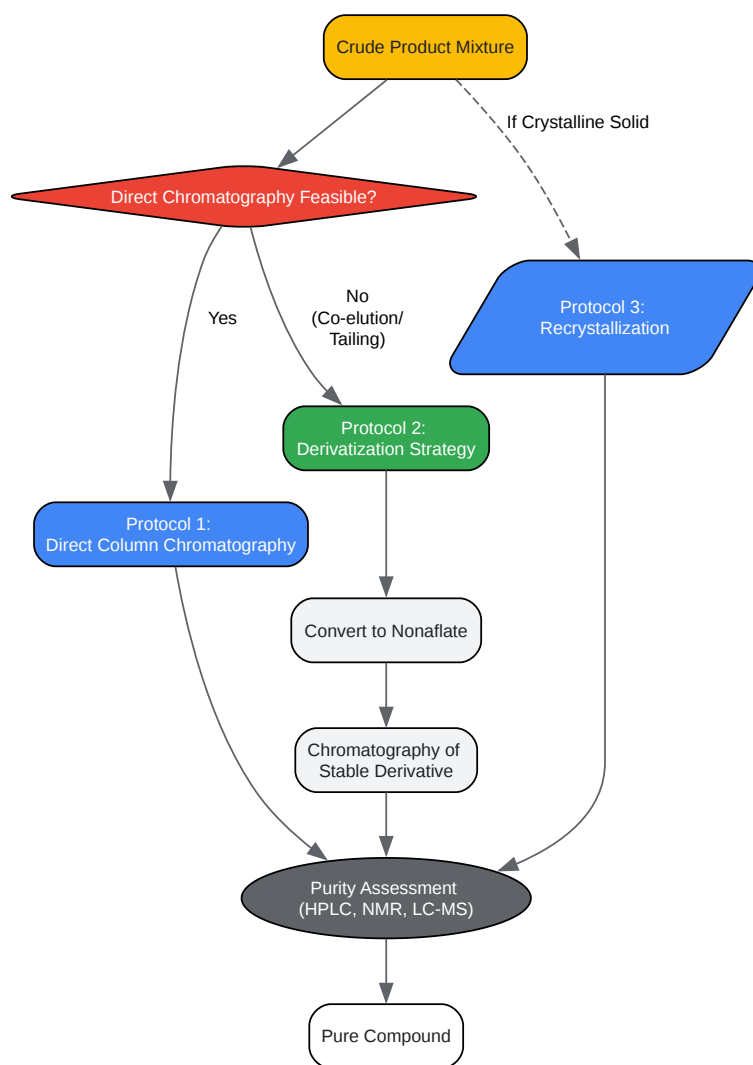 Crude Product Mixture
If Crystalline Solid
Direct Chromatography Feasible?
Yes
No
(Co-elution/
Tailing)
Protocol 3:
Recrystallization
Protocol 2:
Derivatization Strategy
Protocol 1:
Direct Column Chromatography
Convert to Nonaflate
Chromatography of
Stable Derivative
Purity Assessment
(HPLC, NMR, LC-MS)
Pure Compound